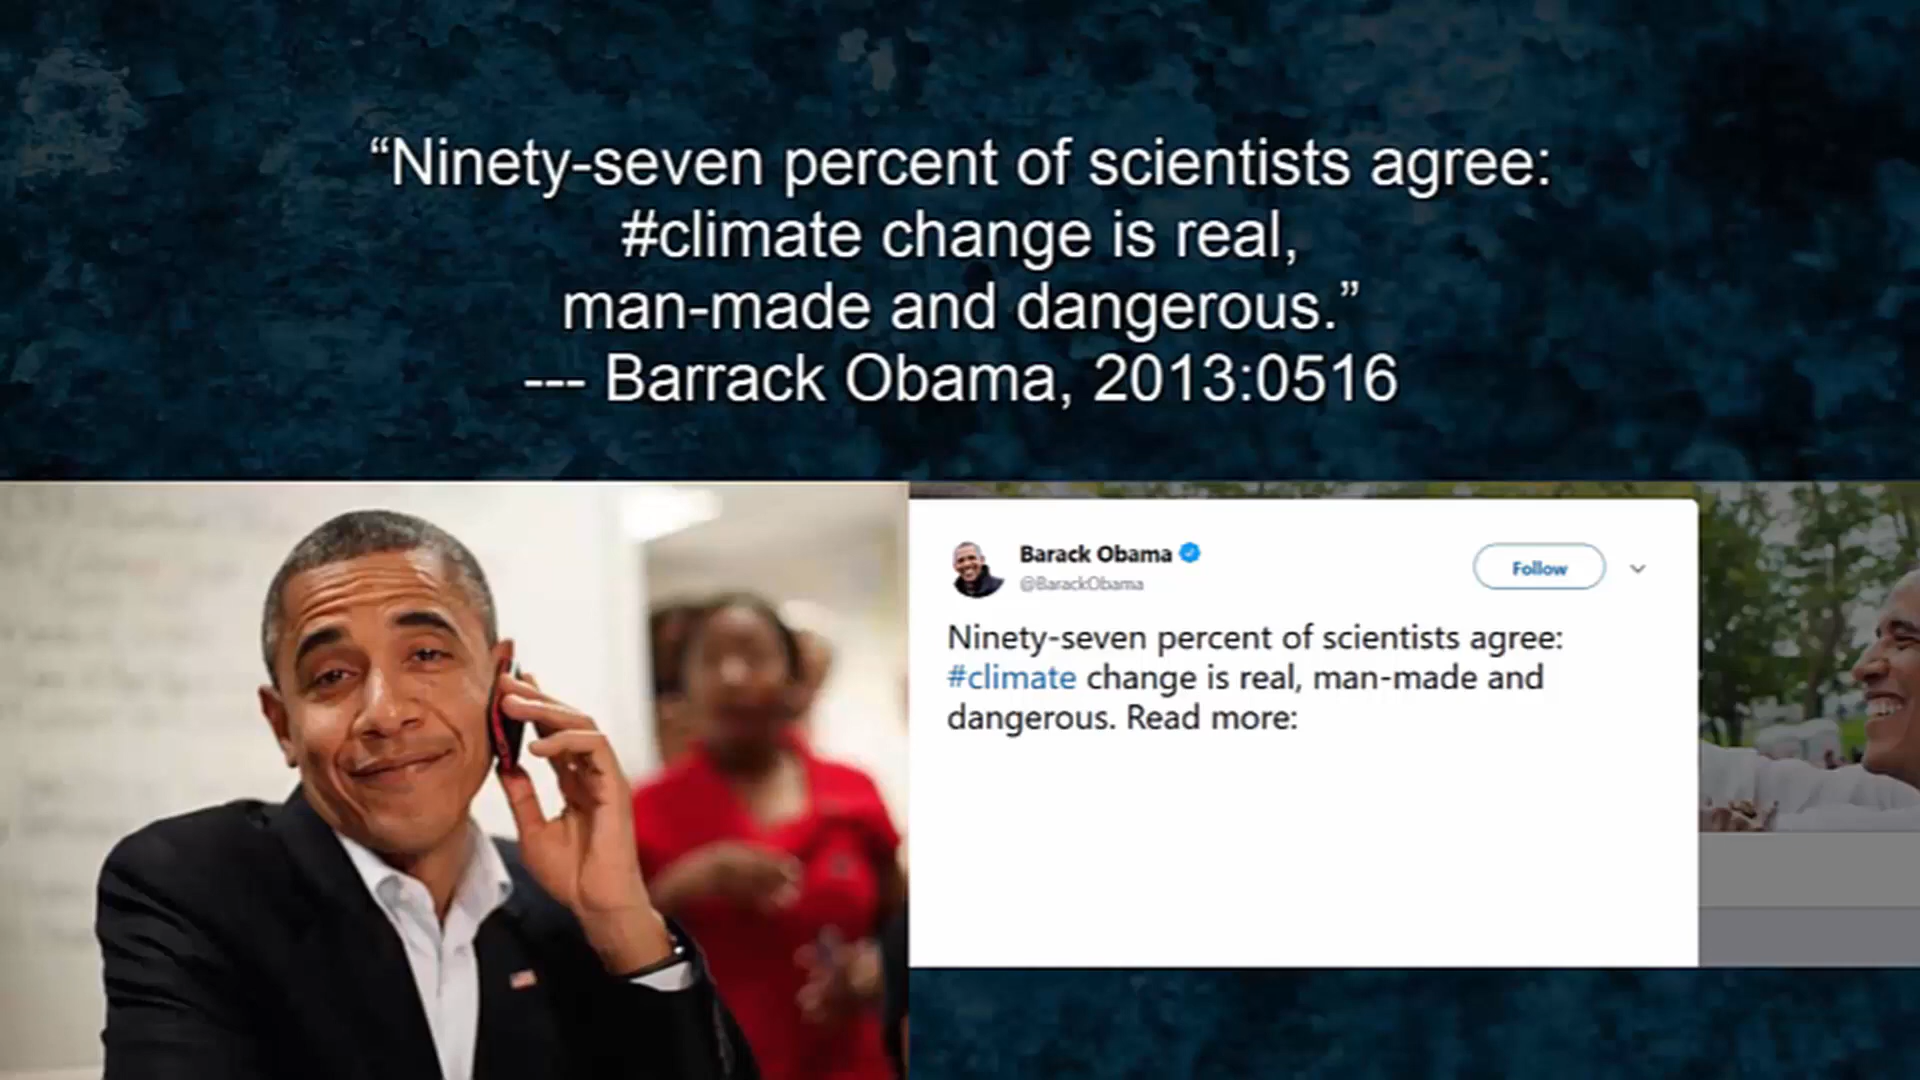 “Ninety-seven percent of scientists agree:
#climate change is real,
man-made and dangerous.”
--- Barrack Obama, 2013:0516
Barack Obama
@BarackObama
Follow
Ninety-seven percent of scientists agree:
#climate change is real, man-made and
dangerous. Read more: